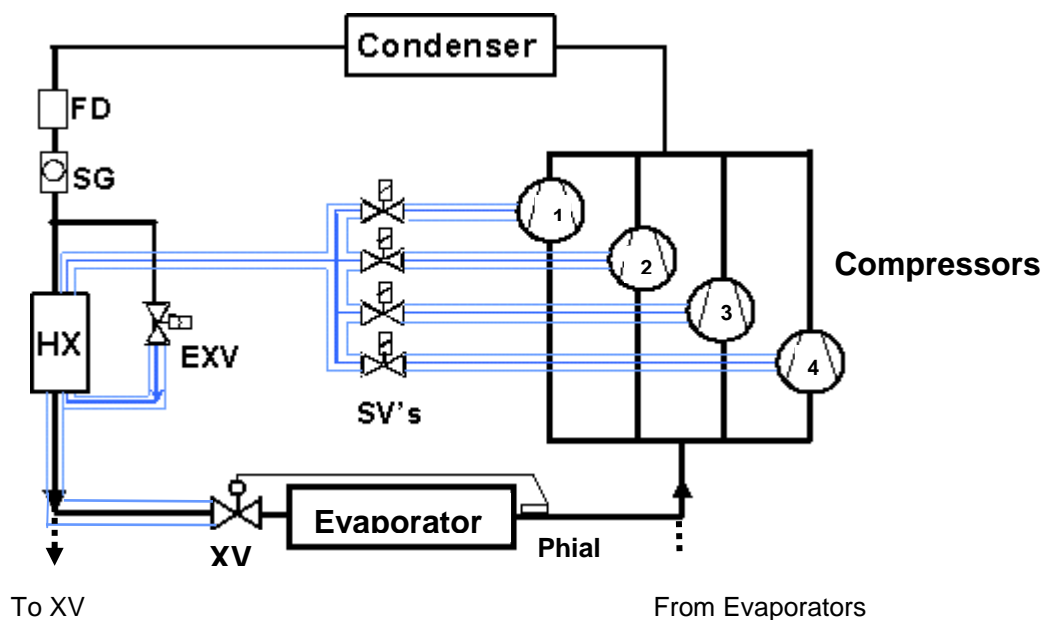 Condenser
FD
SG
1
2
Compressors
3
HX
EXV
4
SV's
Evaporator
XV
Phial
To XV
From Evaporators